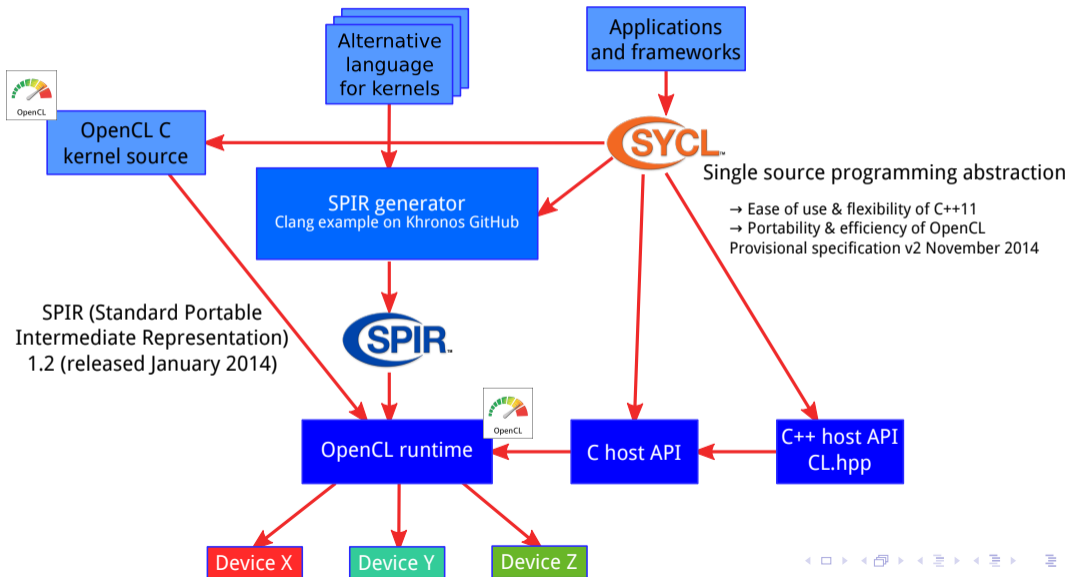 Alternative
language
for kernels
Applications
and frameworks
OpenCL
OpenCL C
kernel source
SYCL™
Single source programming abstraction
→ Ease of use & flexibility of C++11
→ Portability & efficiency of OpenCL
Provisional specification v2 November 2014
SPIR generator
Clang example on Khronos GitHub
SPIR (Standard Portable
Intermediate Representation)
1.2 (released January 2014)
SPIR™
OpenCL
OpenCL runtime
C host API
C++ host API
CL.hpp
Device X
Device Y
Device Z